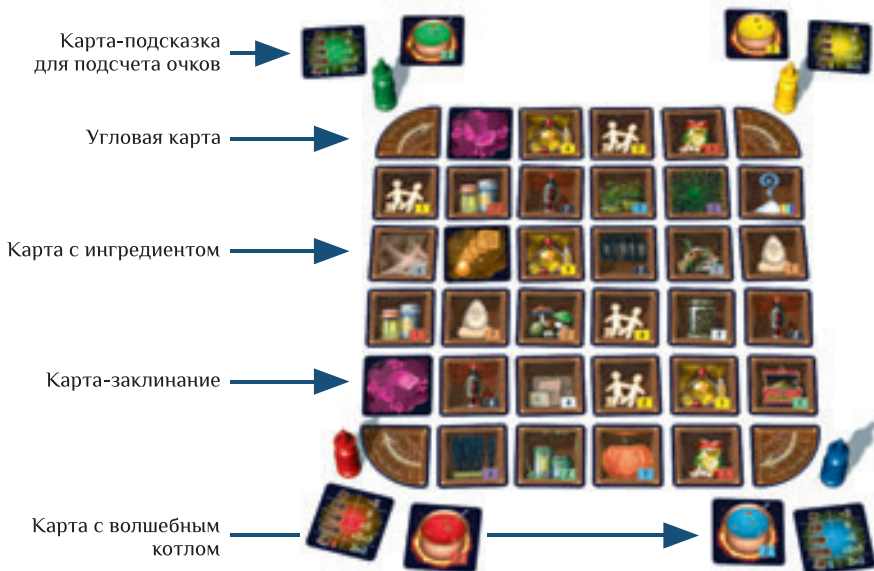 Карта-подсказка
для подсчета очков
Угловая карта
Карта с ингредиентом
Карта-заклинание
Карта с волшебным
котлом